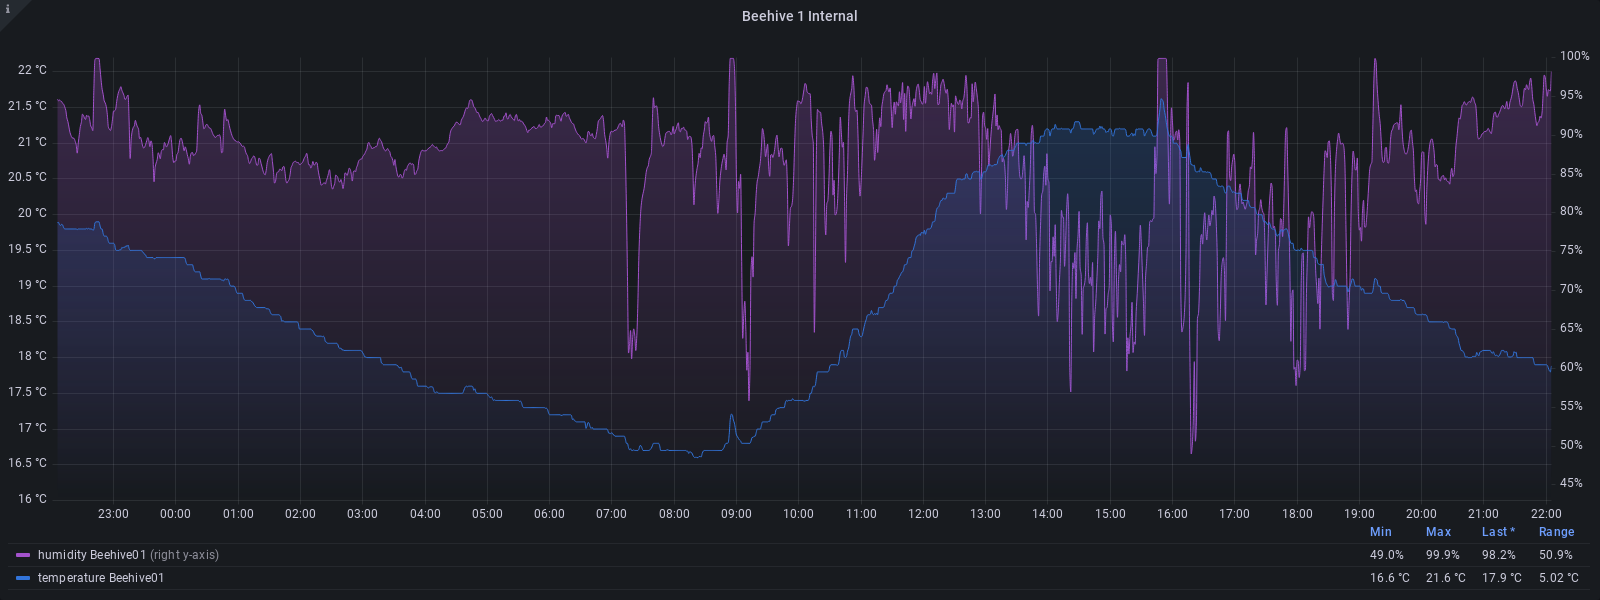 i
Beehive 1 Internal
22 °C
21.5 °C
21 °C
20.5 °C
20 °C
19.5 °C
19 °C
18.5 °C
18 °C
17.5 °C
17 °C
16.5 °C
16 °C
100%
95%
90%
85%
80%
75%
70%
65%
60%
55%
50%
45%
23:00 00:00 01:00 02:00 03:00 04:00 05:00 06:00 07:00 08:00 09:00 10:00 11:00 12:00 13:00 14:00 15:00 16:00 17:00 18:00 19:00 20:00 21:00 22:00
Min Max Last * Range
humidity Beehive01 (right y-axis) 49.0% 99.9% 98.2% 50.9%
temperature Beehive01 16.6 °C 21.6 °C 17.9 °C 5.02 °C